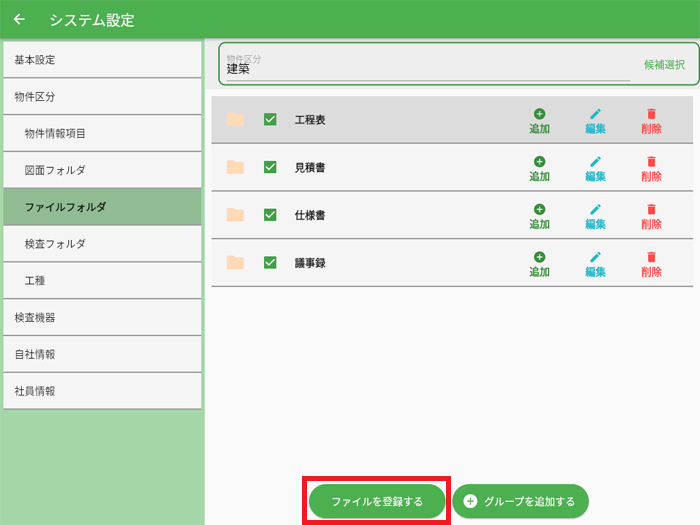 システム設定
基本設定
物件区分
物件情報項目
図面フォルダ
ファイルフォルダ
検査フォルダ
工種
検査機器
自社情報
社員情報
物件区分
建築
候補選択
工程表 追加 編集 削除
見積書 追加 編集 削除
仕様書 追加 編集 削除
議事録 追加 編集 削除
ファイルを登録する
グループを追加する